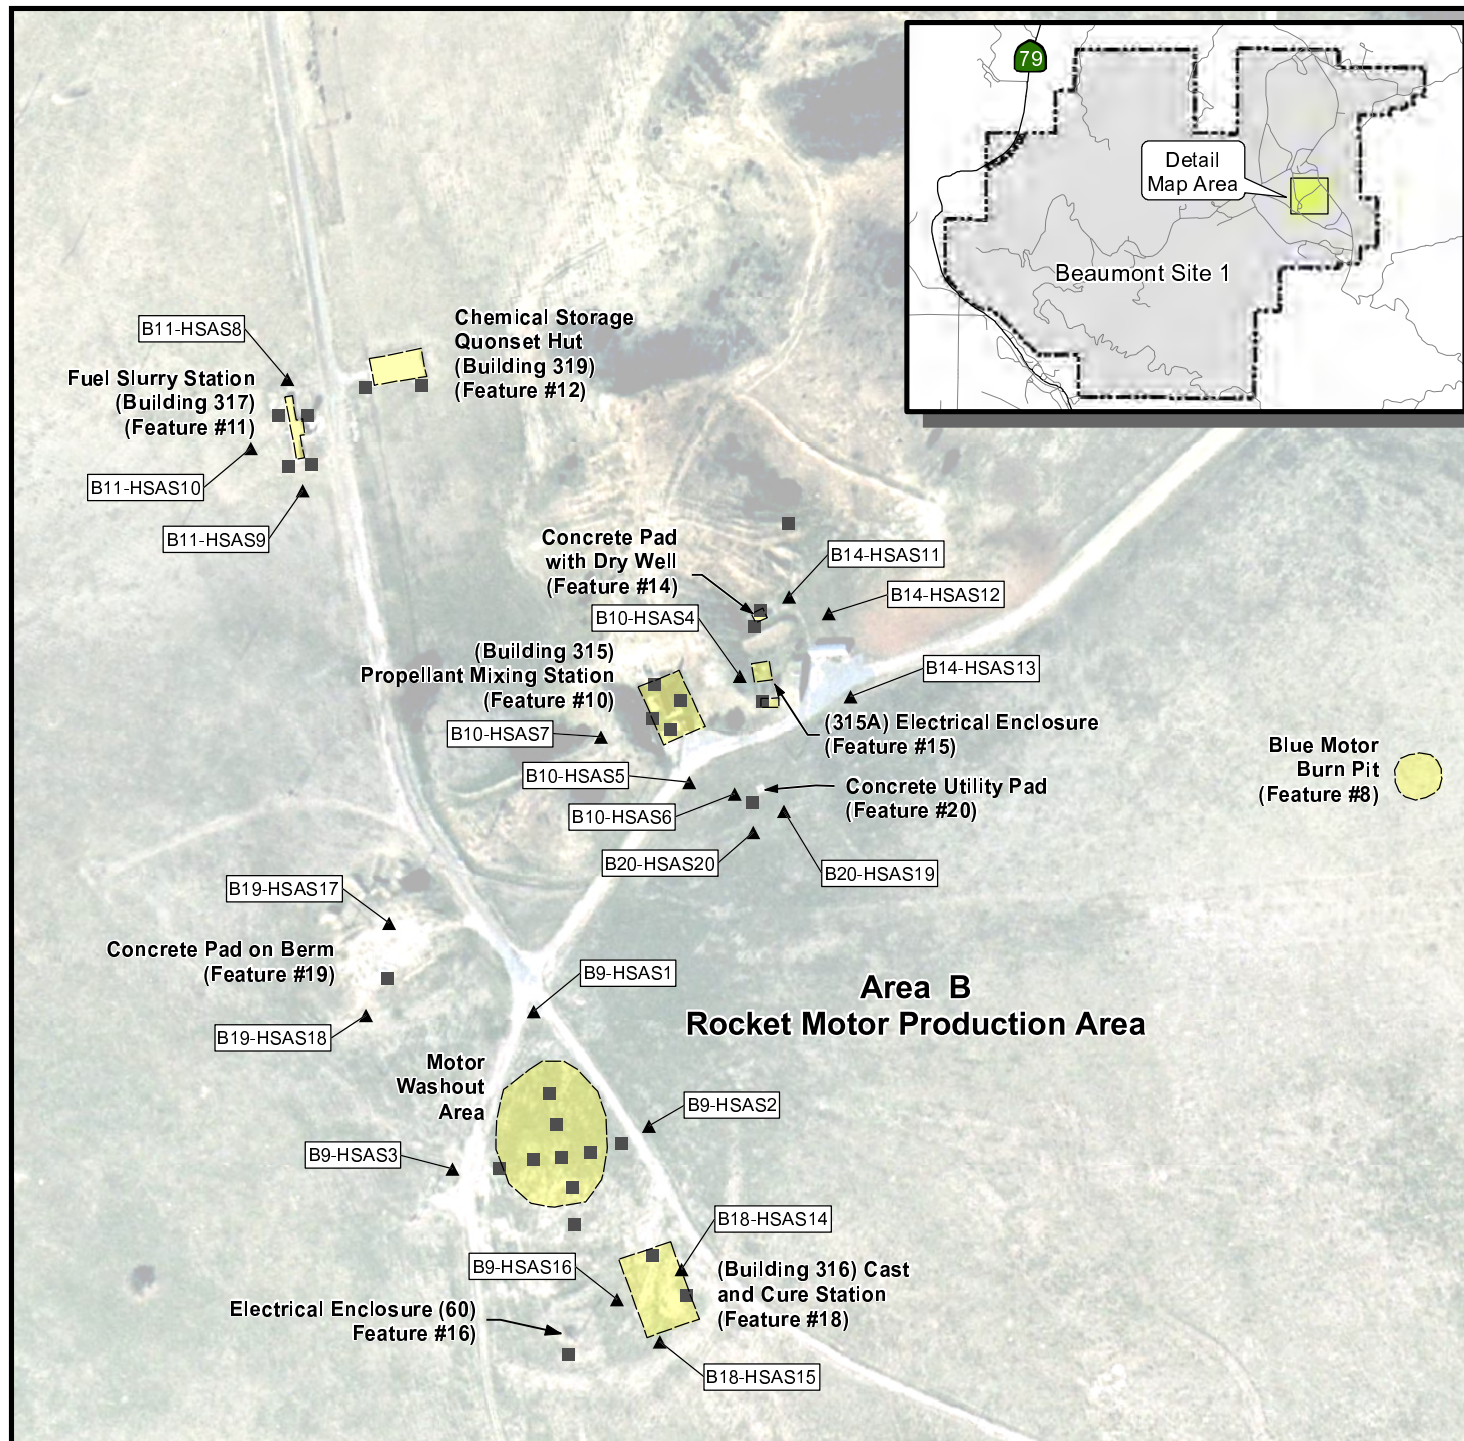 79
Detail
Map Area
Beaumont Site 1
B11-HSAS8
Chemical Storage
Quonset Hut
(Building 319)
(Feature #12)
Fuel Slurry Station
(Building 317)
(Feature #11)
B11-HSAS10
B11-HSAS9
Concrete Pad
with Dry Well
(Feature #14)
B14-HSAS11
B14-HSAS12
B10-HSAS4
(Building 315)
Propellant Mixing Station
(Feature #10)
B14-HSAS13
B10-HSAS7
(315A) Electrical Enclosure
(Feature #15)
B10-HSAS5
Blue Motor
Burn Pit
(Feature #8)
Concrete Utility Pad
(Feature #20)
B10-HSAS6
B20-HSAS20
B20-HSAS19
B19-HSAS17
Concrete Pad on Berm
(Feature #19)
B9-HSAS1
Area B
Rocket Motor Production Area
B19-HSAS18
Motor
Washout
Area
B9-HSAS2
B9-HSAS3
B18-HSAS14
B9-HSAS16
(Building 316) Cast
and Cure Station
(Feature #18)
Electrical Enclosure (60)
Feature #16)
B18-HSAS15